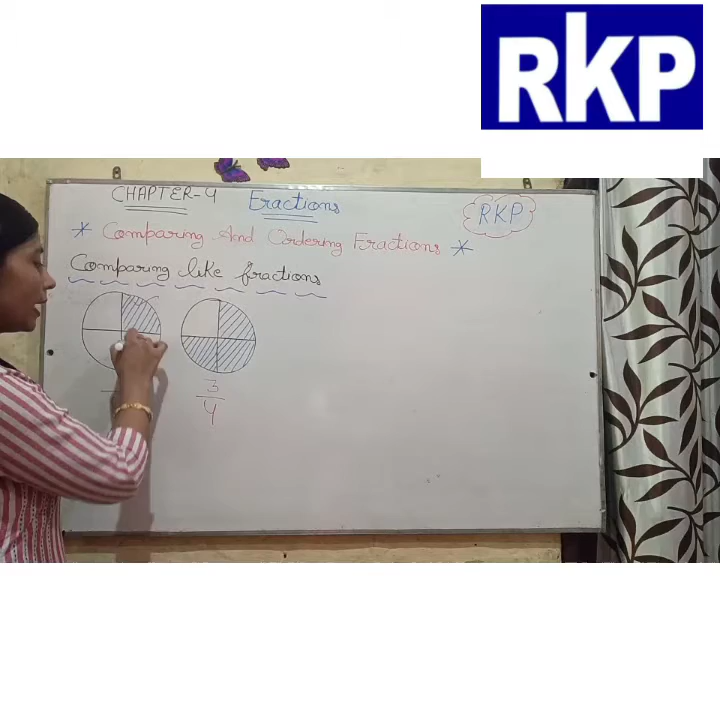 RKP
CHAPTER-4 Fractions
RKP
* Comparing And Ordering Fractions *
Comparing like fractions
3
4